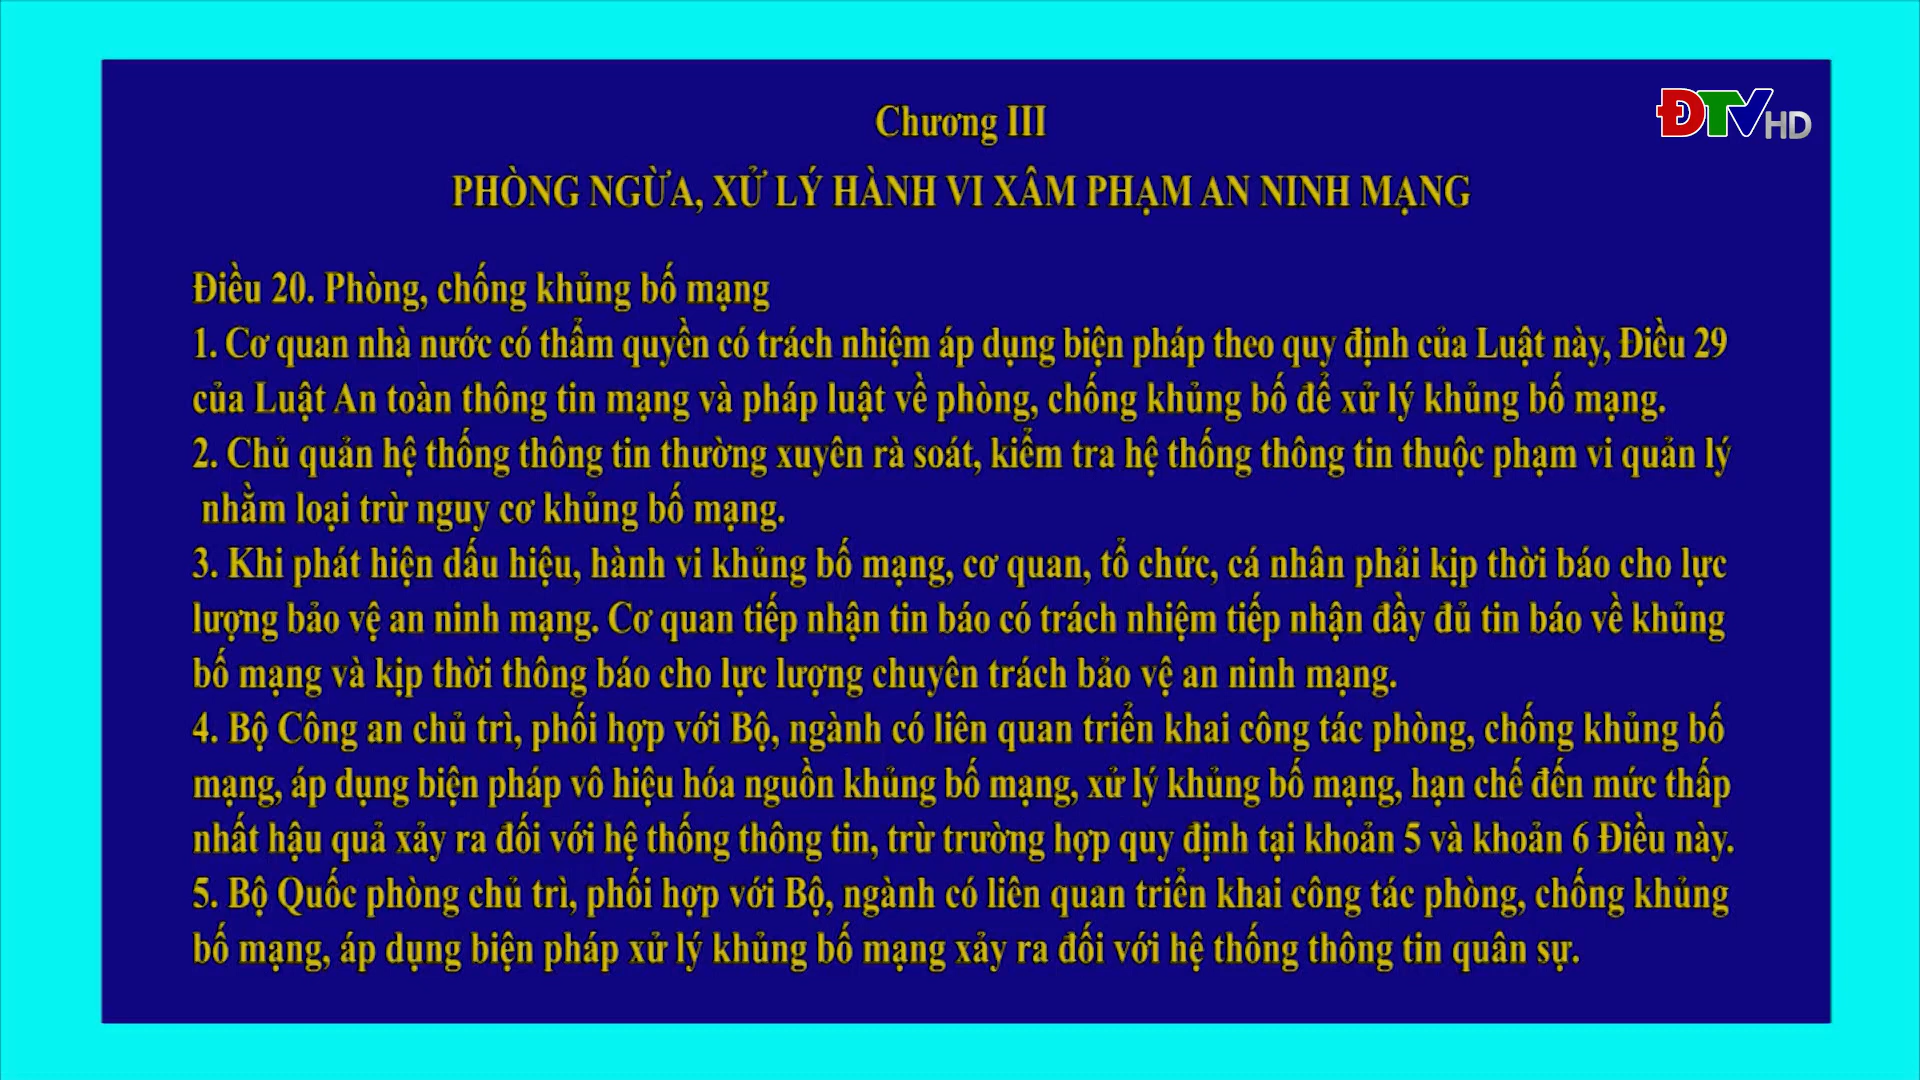 ĐTV HD
Chương III
PHÒNG NGỪA, XỬ LÝ HÀNH VI XÂM PHẠM AN NINH MẠNG
Điều 20. Phòng, chống khủng bố mạng
1. Cơ quan nhà nước có thẩm quyền có trách nhiệm áp dụng biện pháp theo quy định của Luật này, Điều 29
của Luật An toàn thông tin mạng và pháp luật về phòng, chống khủng bố để xử lý khủng bố mạng.
2. Chủ quản hệ thống thông tin thường xuyên rà soát, kiểm tra hệ thống thông tin thuộc phạm vi quản lý
nhằm loại trừ nguy cơ khủng bố mạng.
3. Khi phát hiện dấu hiệu, hành vi khủng bố mạng, cơ quan, tổ chức, cá nhân phải kịp thời báo cho lực
lượng bảo vệ an ninh mạng. Cơ quan tiếp nhận tin báo có trách nhiệm tiếp nhận đầy đủ tin báo về khủng
bố mạng và kịp thời thông báo cho lực lượng chuyên trách bảo vệ an ninh mạng.
4. Bộ Công an chủ trì, phối hợp với Bộ, ngành có liên quan triển khai công tác phòng, chống khủng bố
mạng, áp dụng biện pháp vô hiệu hóa nguồn khủng bố mạng, xử lý khủng bố mạng, hạn chế đến mức thấp
nhất hậu quả xảy ra đối với hệ thống thông tin, trừ trường hợp quy định tại khoản 5 và khoản 6 Điều này.
5. Bộ Quốc phòng chủ trì, phối hợp với Bộ, ngành có liên quan triển khai công tác phòng, chống khủng
bố mạng, áp dụng biện pháp xử lý khủng bố mạng xảy ra đối với hệ thống thông tin quân sự.